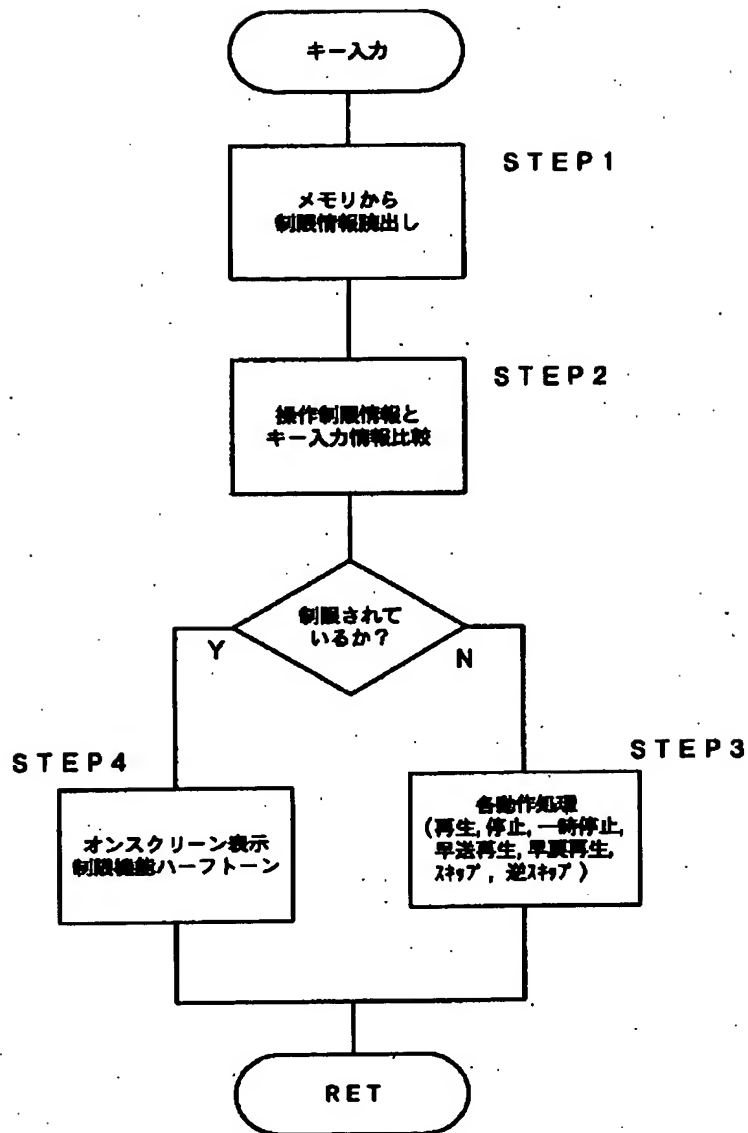 キー入力
STEP1
メモリから
制限情報読出し
STEP2
操作制限情報と
キー入力情報比較
制限されて
いるか?
Y
N
STEP4
オンスクリーン表示
制限機能ハーフトーン
STEP3
各動作処理
(再生,停止,一時停止,
早送再生,早戻再生,
スキップ,逆スキップ)
RET